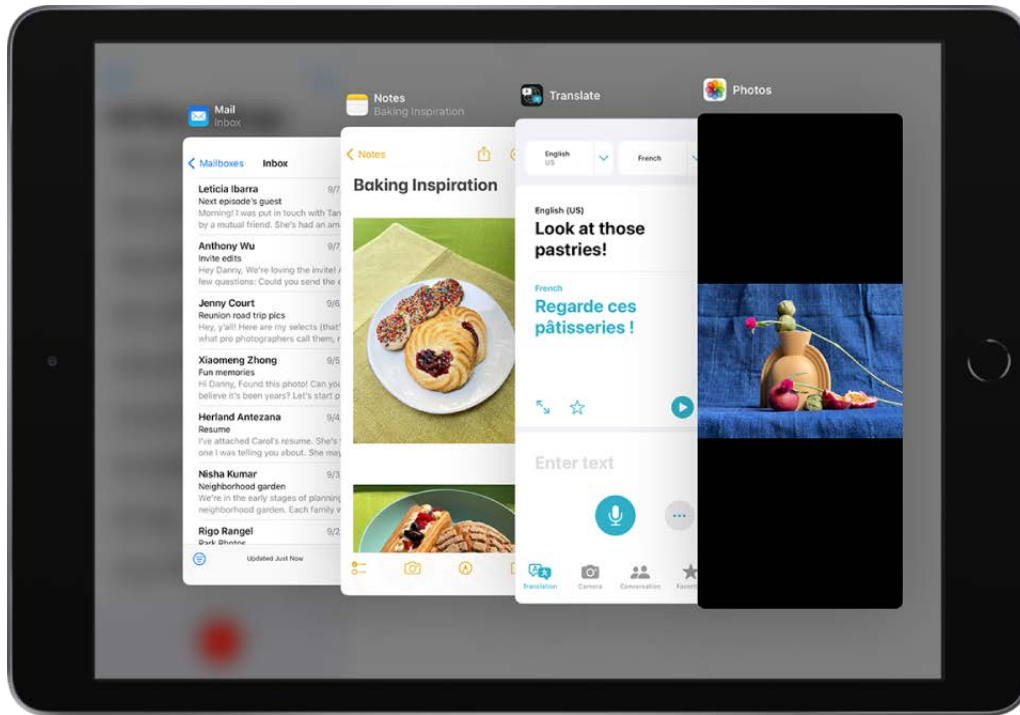 Mail
Inbox
Mailboxes Inbox
Leticia Ibarra 9/7
Next episode's guest
Morning! I was put in touch with Tan
by a mutual friend. She's had an am
Anthony Wu 9/7
Invite edits
Hey Danny, We're loving the invite!
few questions: Could you send the
Jenny Court 9/6
Reunion road trip pics
Hey, y'all! Here are my selects (that'
what pro photographers call them,
Xiaomeng Zhong 9/5
Fun memories
Hi Danny, Found this photo! Can you
believe it's been years? Let's start
Herland Antezana 9/4
Resume
I've attached Carol's resume. She's
one I was telling you about. She may
Nisha Kumar 9/3
Neighborhood garden
We're in the early stages of planning
neighborhood garden. Each family
Rigo Rangel 9/2
Park Photos
Updated Just Now
Notes
Baking Inspiration
Notes
Baking Inspiration
Translate
English
US
French
English (US)
Look at those
pastries!
French
Regarde ces
pâtisseries !
Enter text
Translation Camera Conversation
Photos